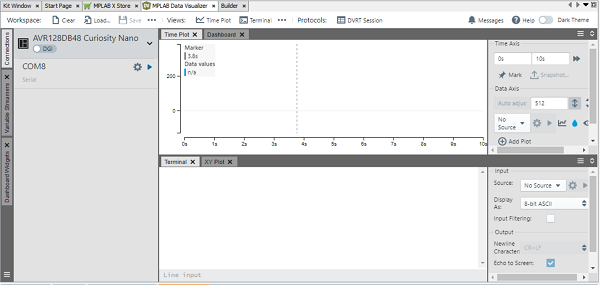 Kit Window Start Page MPLAB X Store MPLAB Data Visualizer Builder
Workspace: Clear Load... Save Views: Time Plot Terminal Protocols: DVRT Session Messages Help Dark Theme
Connections
Variable Streamers
Dashboard Widgets
AVR128DB48 Curiosity Nano
DGI
COM8
Serial
Time Plot Dashboard
Marker
3.8s
Data values
n/a
200
0
0s 1s 2s 3s 4s 5s 6s 7s 8s 9s 10s
Time Axis
0s 10s
Mark Snapshot...
Data Axis
Auto adjust 512
No Source
Add Plot
Terminal XY Plot
Line input
Input
Source: No Source
Display As: 8-bit ASCII
Input Filtering:
Output
Newline Character: CR+LF
Echo to Screen: